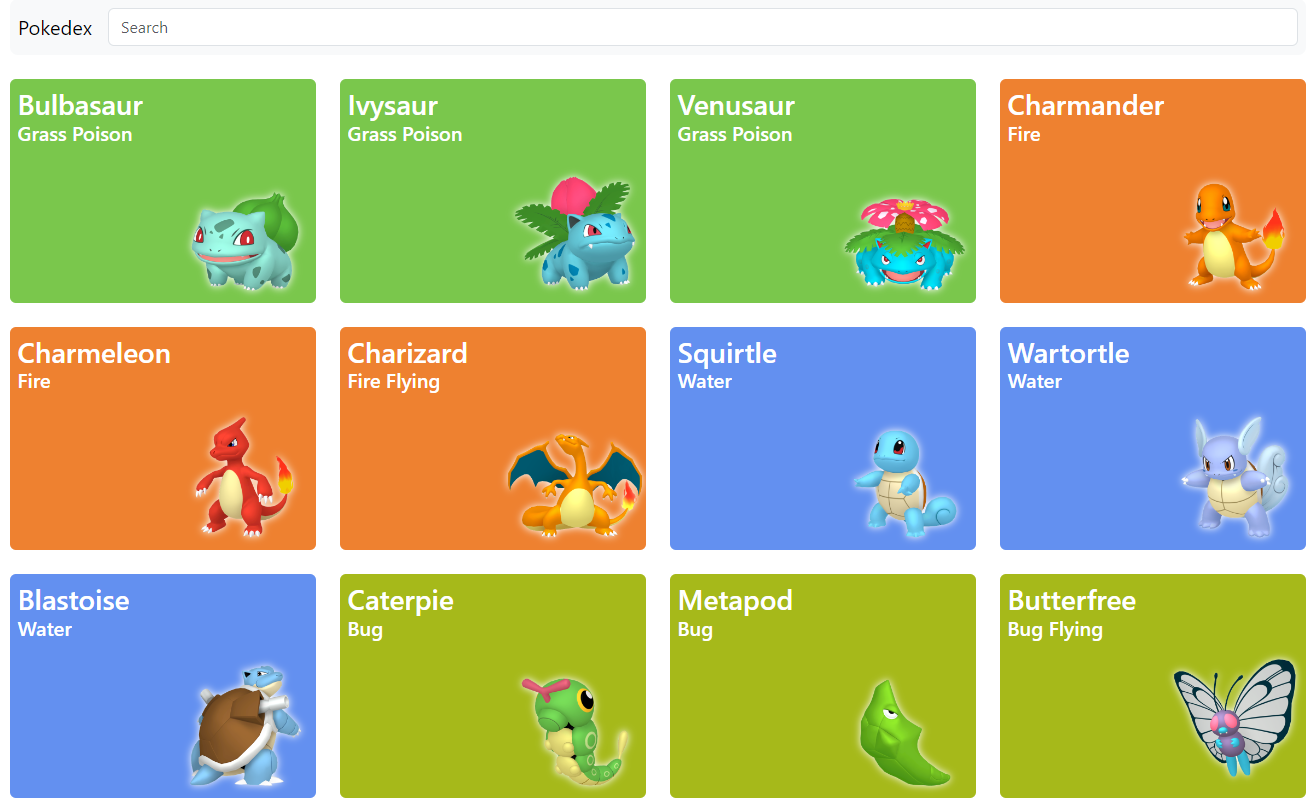 Pokedex
Search
Bulbasaur
Grass Poison
Ivysaur
Grass Poison
Venusaur
Grass Poison
Charmander
Fire
Charmeleon
Fire
Charizard
Fire Flying
Squirtle
Water
Wartortle
Water
Blastoise
Water
Caterpie
Bug
Metapod
Bug
Butterfree
Bug Flying